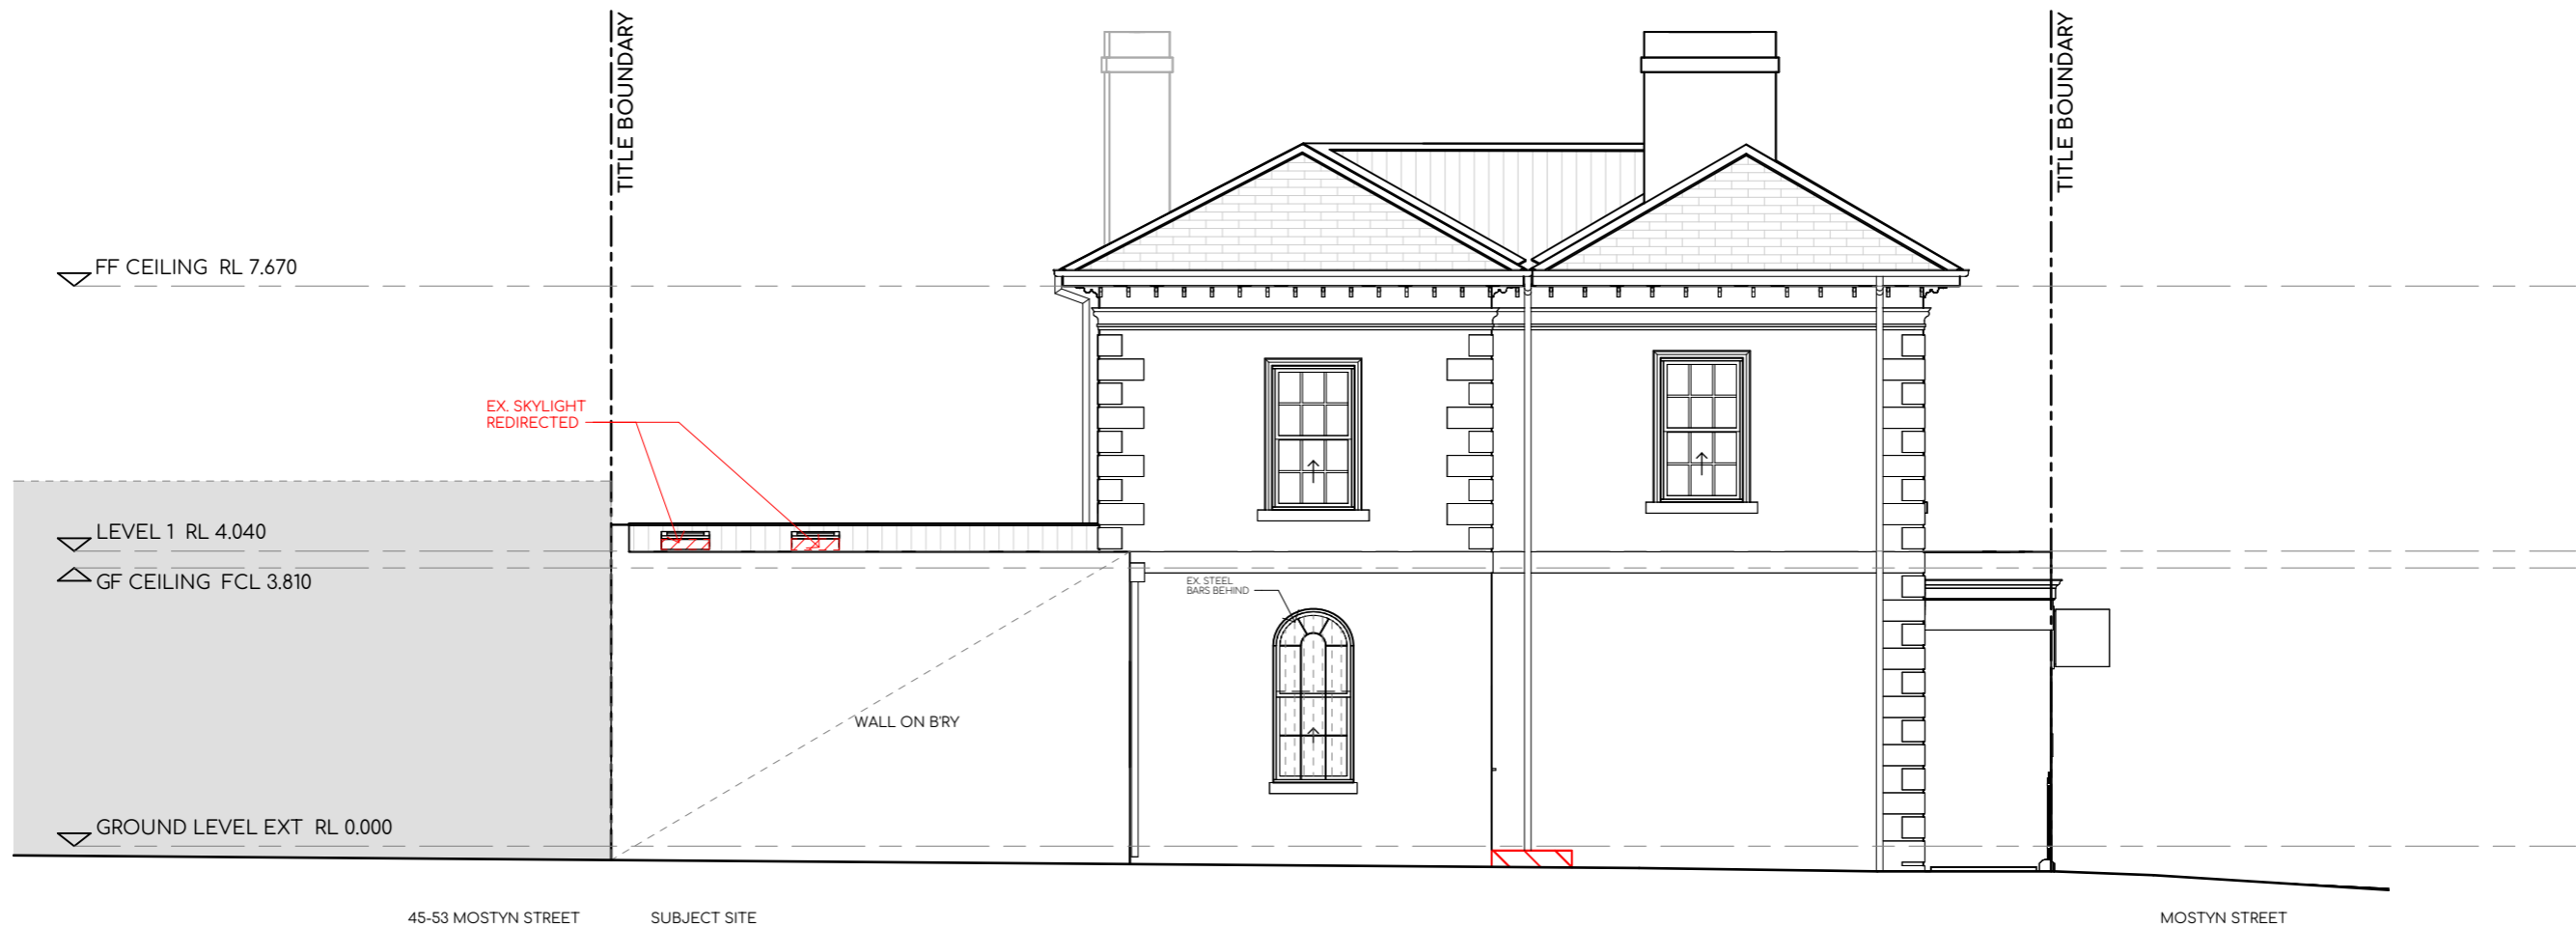 TITLE BOUNDARY
TITLE BOUNDARY
FF CEILING RL 7.670
EX. SKYLIGHT
REDIRECTED
LEVEL 1 RL 4.040
GF CEILING FCL 3.810
EX. STEEL
BARS BEHIND
WALL ON B'RY
GROUND LEVEL EXT RL 0.000
45-53 MOSTYN STREET
SUBJECT SITE
MOSTYN STREET